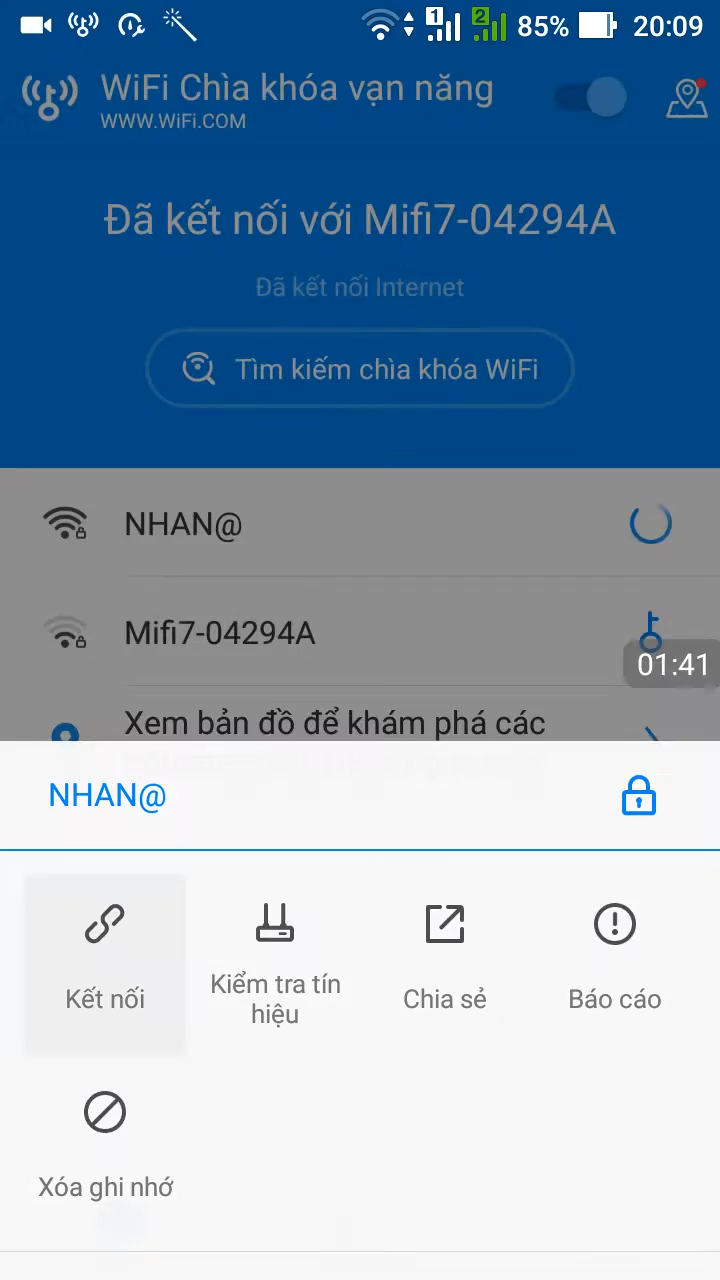 1 2 85% 20:09
WiFi Chìa khóa vạn năng
WWW.WiFi.COM
Đã kết nối với Mifi7-04294A
Đã kết nối Internet
Tìm kiếm chìa khóa WiFi
NHAN@
Mifi7-04294A
01:41
Xem bản đồ để khám phá các
NHAN@
Kết nối
Kiểm tra tín
hiệu
Chia sẻ
Báo cáo
Xóa ghi nhớ